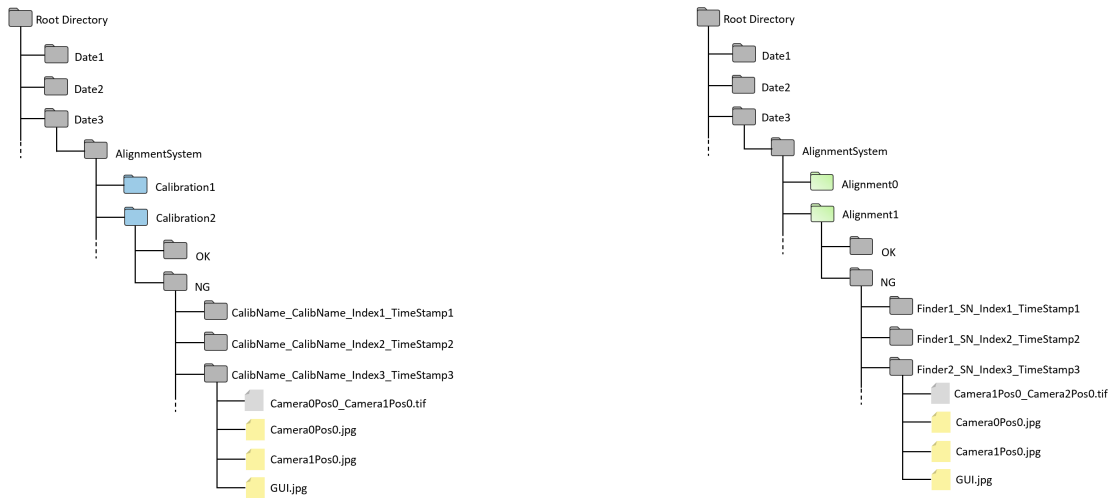 Root Directory
Date1
Date2
Date3
AlignmentSystem
Calibration1
Calibration2
OK
NG
CalibName_CalibName_Index1_TimeStamp1
CalibName_CalibName_Index2_TimeStamp2
CalibName_CalibName_Index3_TimeStamp3
Camera0Pos0_Camera1Pos0.tif
Camera0Pos0.jpg
Camera1Pos0.jpg
GUI.jpg
Root Directory
Date1
Date2
Date3
AlignmentSystem
Alignment0
Alignment1
OK
NG
Finder1_SN_Index1_TimeStamp1
Finder1_SN_Index2_TimeStamp2
Finder2_SN_Index3_TimeStamp3
Camera1Pos0_Camera2Pos0.tif
Camera0Pos0.jpg
Camera1Pos0.jpg
GUI.jpg